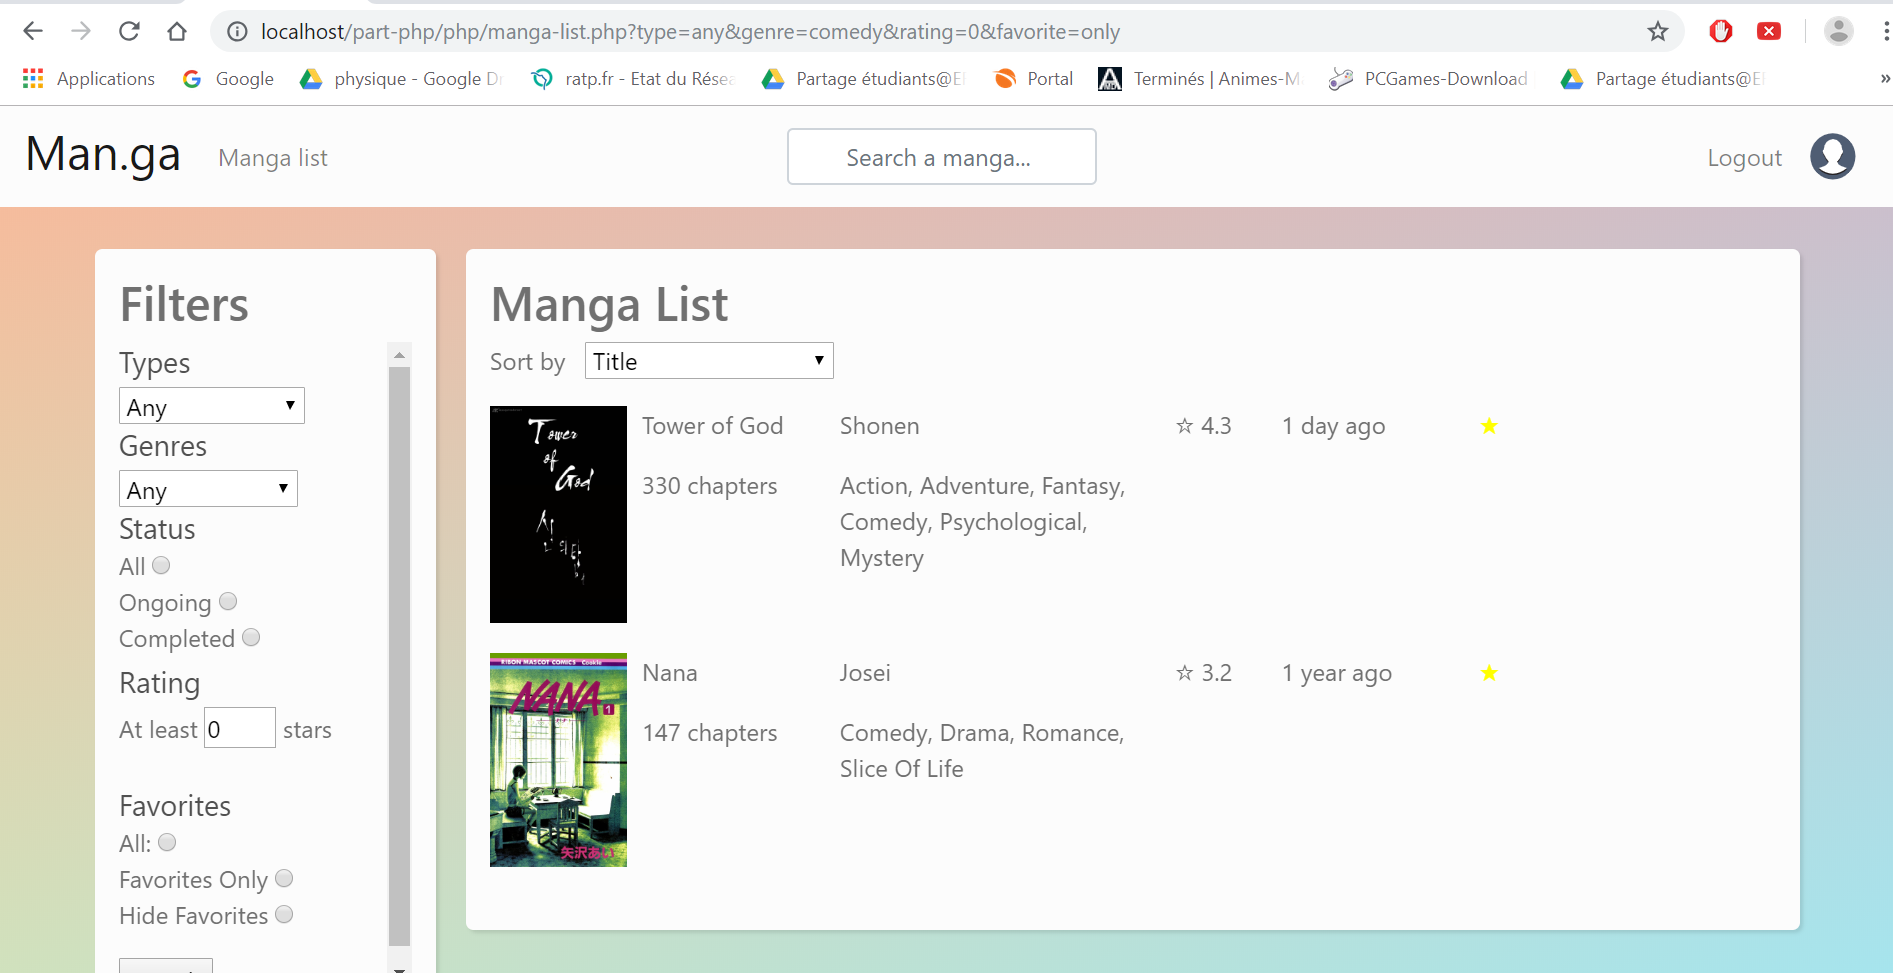 localhost/part-php/php/manga-list.php?type=any&genre=comedy&rating=0&favorite=only
Applications
Google
physique - Google Dr
ratp.fr - Etat du Résea
Partage étudiants@E
Portal
Terminés | Animes-M
PCGames-Download
Partage étudiants@E
»
Man.ga
Manga list
Search a manga...
Logout
Filters
Types
Any
Genres
Any
Status
All
Ongoing
Completed
Rating
At least 0 stars
Favorites
All:
Favorites Only
Hide Favorites
Manga List
Sort by Title
Tower
of
God
신의탑
Tower of God
Shonen
☆ 4.3
1 day ago
★
330 chapters
Action, Adventure, Fantasy,
Comedy, Psychological,
Mystery
RIBON MASCOT COMICS Cookie
NANA
1
矢沢あい
Nana
Josei
☆ 3.2
1 year ago
★
147 chapters
Comedy, Drama, Romance,
Slice Of Life